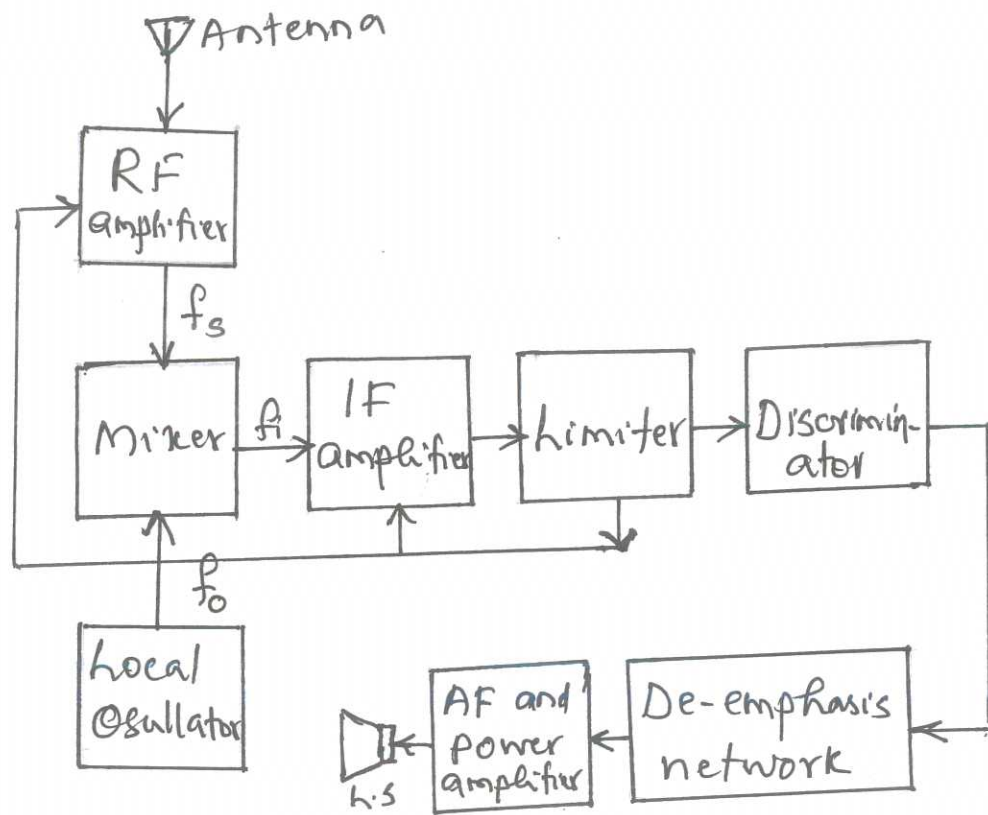 Antenna
RF
amplifier
fs
Mixer
fi
IF
amplifier
Limiter
Discrimin-
ator
fo
Local
Osullator
L.S
AF and
power
amplifier
De-emphasis
network